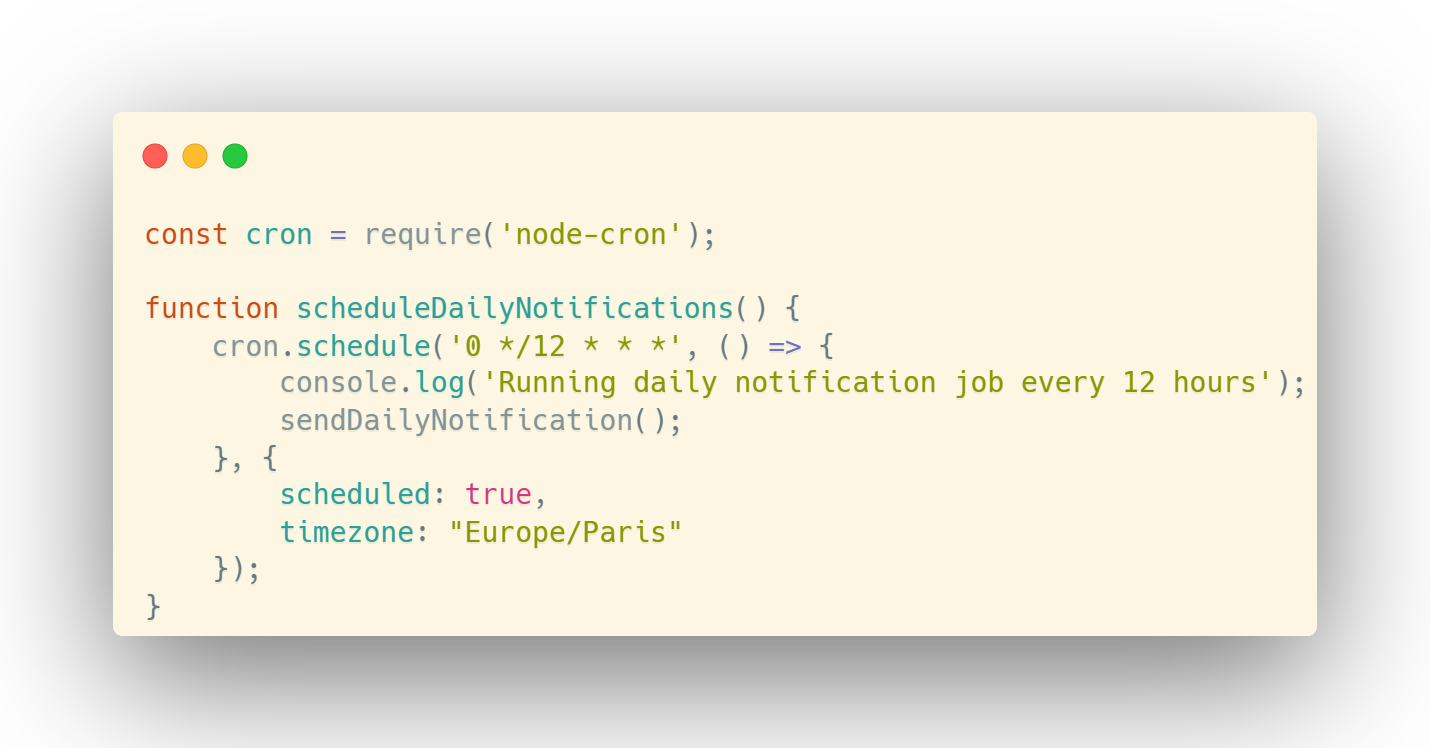 const cron = require('node-cron');

function scheduleDailyNotifications() {
    cron.schedule('0 */12 * * *', () => {
        console.log('Running daily notification job every 12 hours');
        sendDailyNotification();
    }, {
        scheduled: true,
        timezone: "Europe/Paris"
    });
}